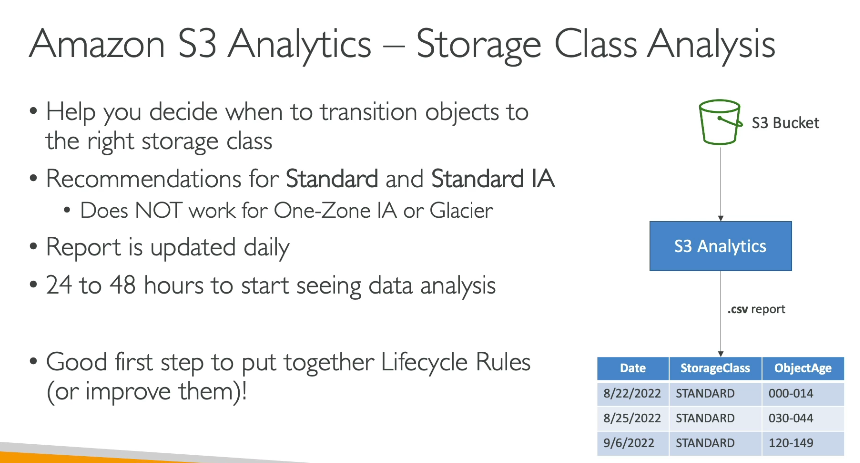 Amazon S3 Analytics – Storage Class Analysis
• Help you decide when to transition objects to
the right storage class
• Recommendations for Standard and Standard IA
• Does NOT work for One-Zone IA or Glacier
• Report is updated daily
• 24 to 48 hours to start seeing data analysis
• Good first step to put together Lifecycle Rules
(or improve them)!
S3 Bucket
S3 Analytics
.csv report
Date StorageClass ObjectAge
8/22/2022 STANDARD 000-014
8/25/2022 STANDARD 030-044
9/6/2022 STANDARD 120-149